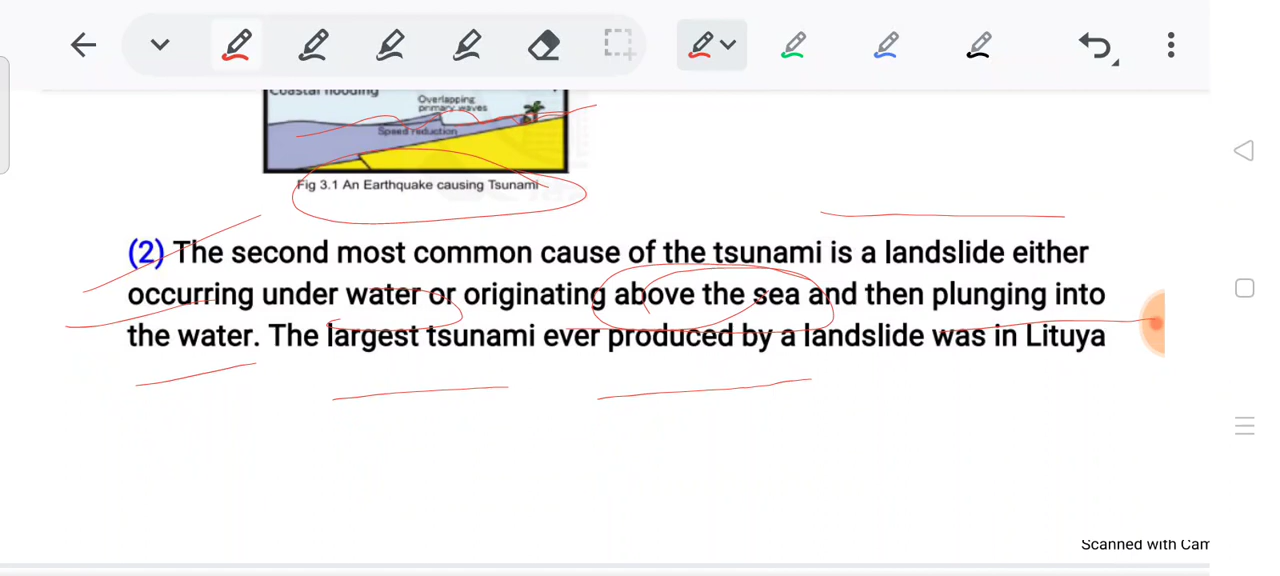 Coastal flooding
Overlapping
primary waves
Speed reduction
Fig 3.1 An Earthquake causing Tsunami
(2) The second most common cause of the tsunami is a landslide either
occurring under water or originating above the sea and then plunging into
the water. The largest tsunami ever produced by a landslide was in Lituya
Scanned with Cam